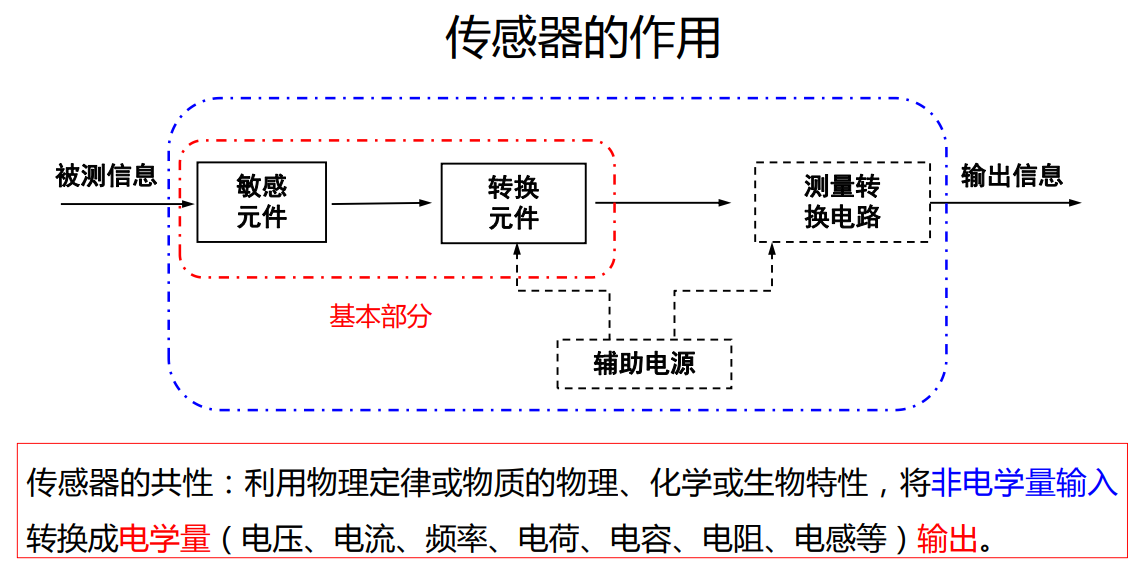 传感器的作用
被测信息
敏感
元件
转换
元件
测量转
换电路
输出信息
基本部分
辅助电源
传感器的共性：利用物理定律或物质的物理、化学或生物特性，将非电学量输入
转换成电学量（电压、电流、频率、电荷、电容、电阻、电感等）输出。